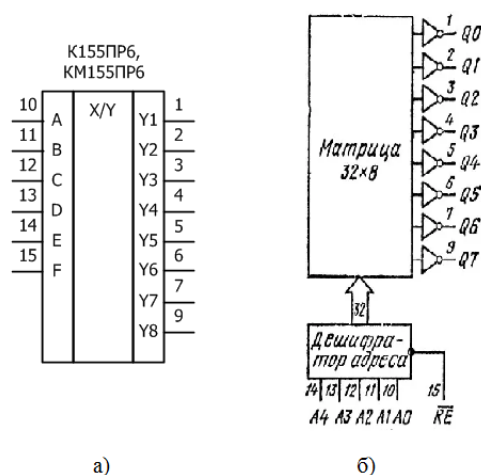 К155ПР6,
КМ155ПР6
X/Y
10 A Y1 1
11 B Y2 2
12 C Y3 3
13 D Y4 4
14 E Y5 5
15 F Y6 6
Y7 7
Y8 9
а)
Матрица
32×8
1 Q0
2 Q1
3 Q2
4 Q3
5 Q4
6 Q5
7 Q6
9 Q7
32
Дешифра-
тор адреса
14 13 12 11 10 15
A4 A3 A2 A1 A0 R̅E̅
б)